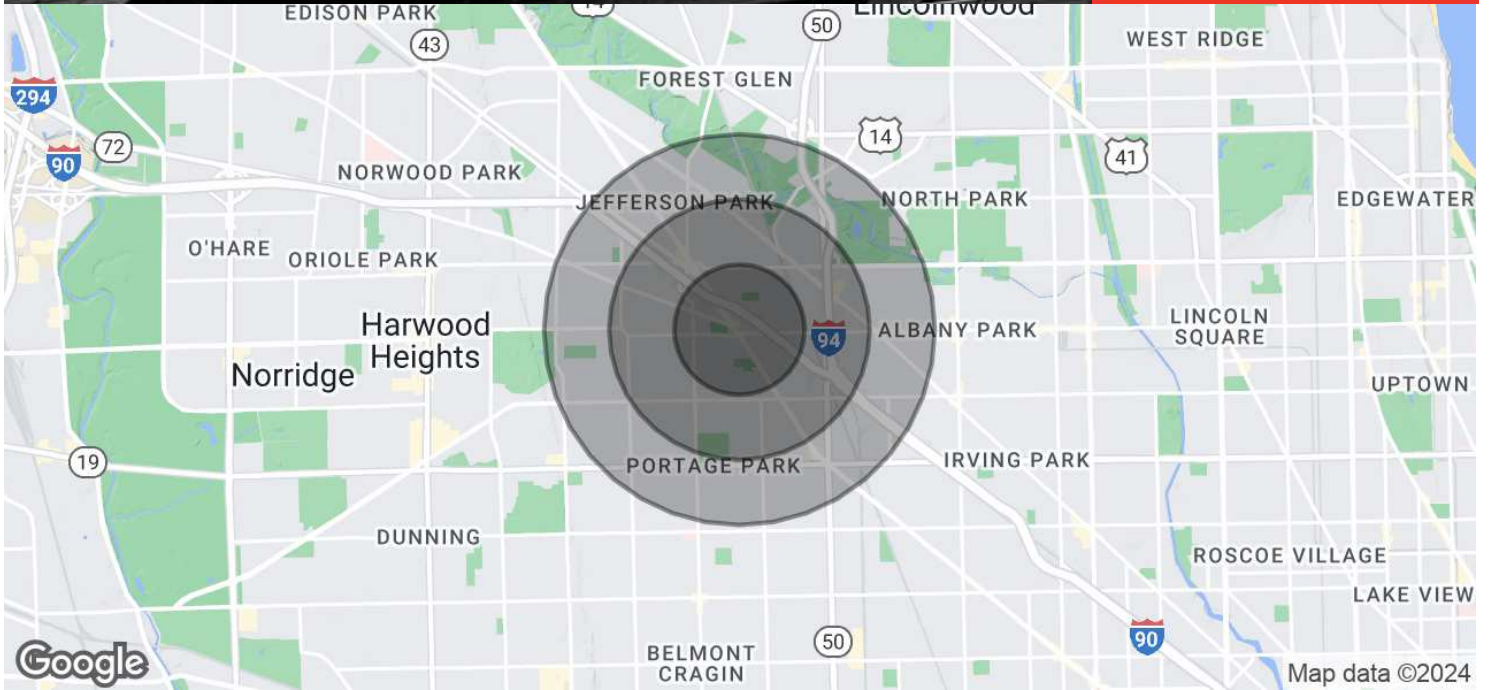 EDISON PARK
14
50
Lincolnwood
43
WEST RIDGE
FOREST GLEN
294
14
72
90
41
NORWOOD PARK
JEFFERSON PARK
NORTH PARK
EDGEWATER
O'HARE
ORIOLE PARK
Harwood
Heights
94
ALBANY PARK
LINCOLN
SQUARE
Norridge
UPTOWN
19
PORTAGE PARK
IRVING PARK
DUNNING
ROSCOE VILLAGE
LAKE VIEW
90
50
BELMONT
CRAGIN
Google
Map data ©2024